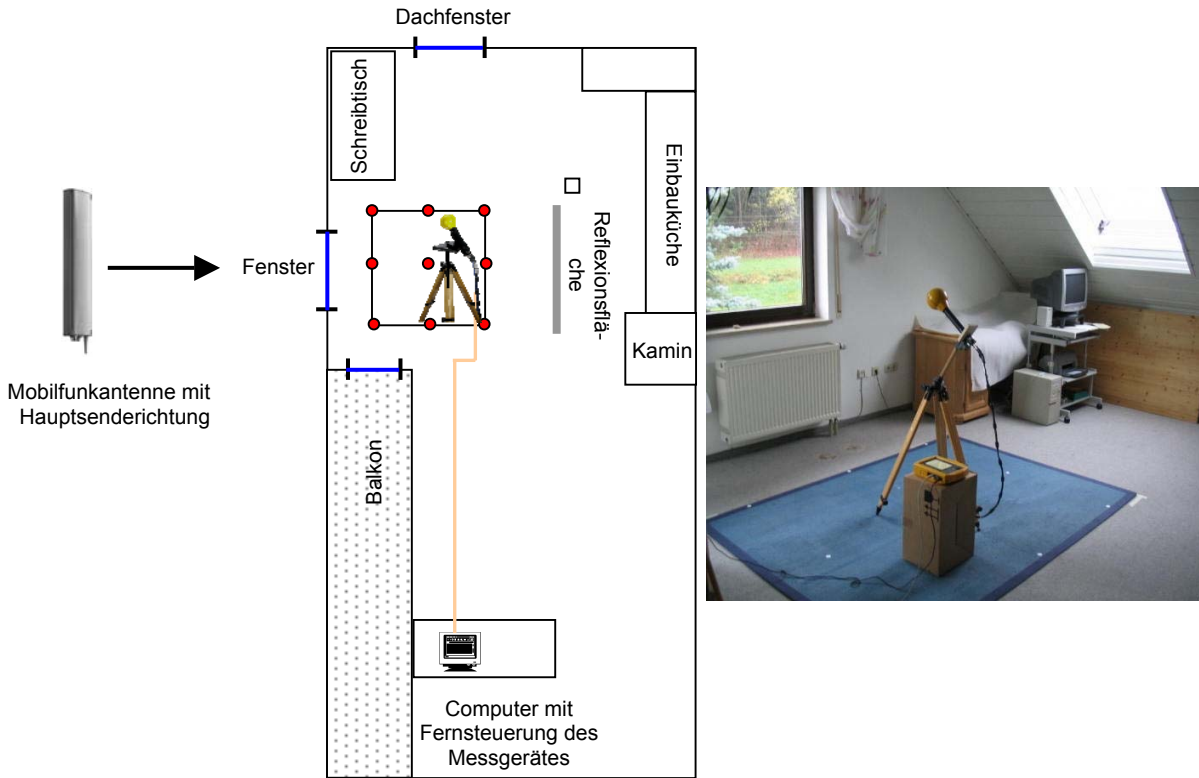 Dachfenster
Schreibtisch
Einbauküche
Reflexionsflä-
che
Fenster
Kamin
Mobilfunkantenne mit
Hauptsenderichtung
Balkon
Computer mit
Fernsteuerung des
Messgerätes